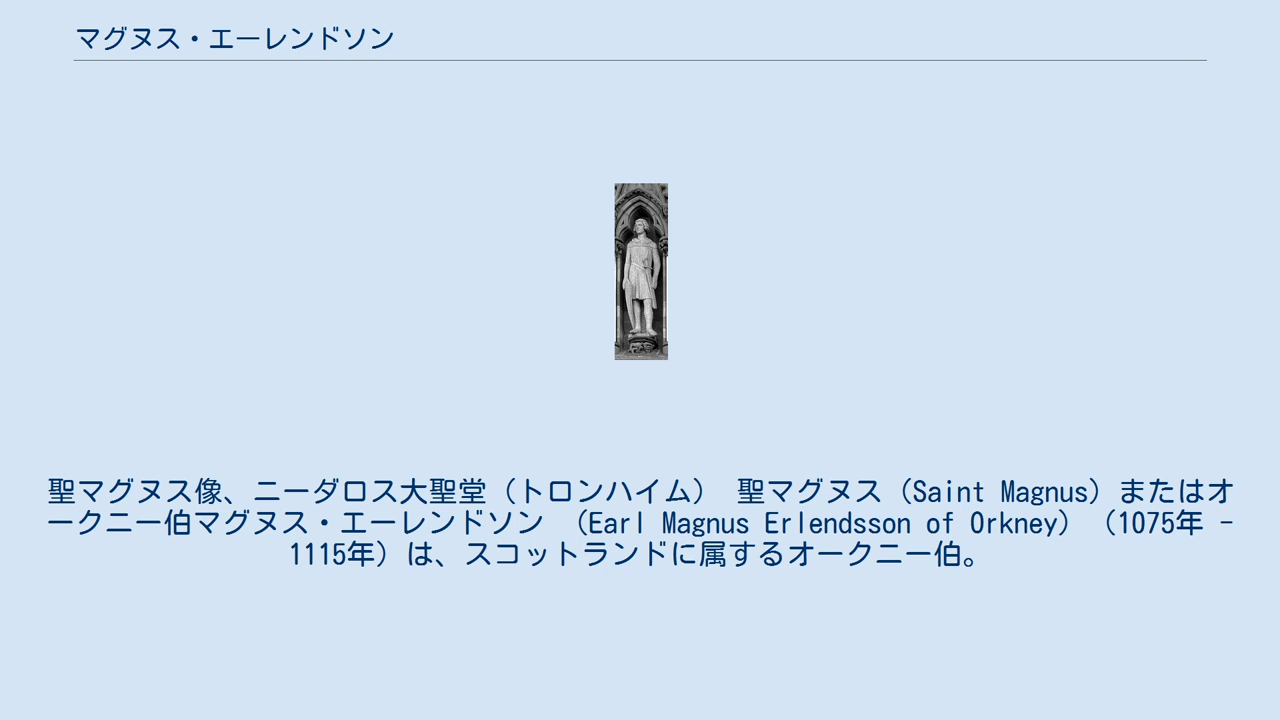 マグヌス・エーレンドソン
聖マグヌス像、ニーダロス大聖堂（トロンハイム） 聖マグヌス（Saint Magnus）またはオ
ークニー伯マグヌス・エーレンドソン （Earl Magnus Erlendsson of Orkney）（1075年 -
1115年）は、スコットランドに属するオークニー伯。